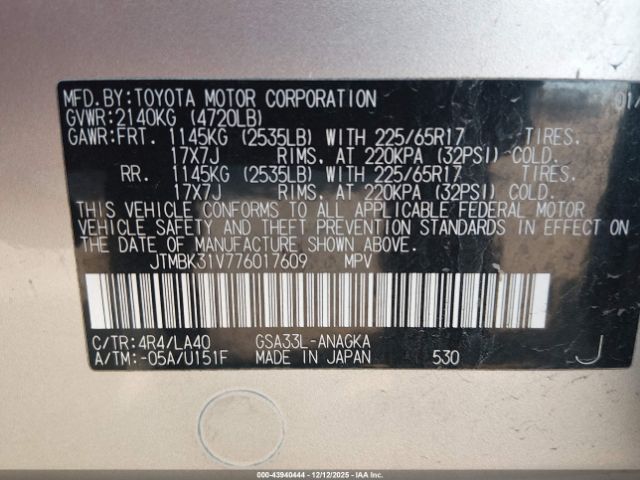 MFD.BY:TOYOTA MOTOR CORPORATION 01/
GVWR:2140KG (4720LB)
GAWR:FRT. 1145KG (2535LB) WITH 225/65R17 TIRES.
17X7J RIMS. AT 220KPA (32PSI) COLD.
RR. 1145KG (2535LB) WITH 225/65R17 TIRES.
17X7J RIMS. AT 220KPA (32PSI) COLD.
THIS VEHICLE CONFORMS TO ALL APPLICABLE FEDERAL MOTOR
VEHICLE SAFETY AND THEFT PREVENTION STANDARDS IN EFFECT ON
THE DATE OF MANUFACTURE SHOWN ABOVE.
JTMBK31V776017609 MPV
C/TR:4R4/LA40 GSA33L-ANAGKA
A/TM:-05A/U151F MADE IN JAPAN 530 J
000-43940444 - 12/12/2025 - IAA Inc.